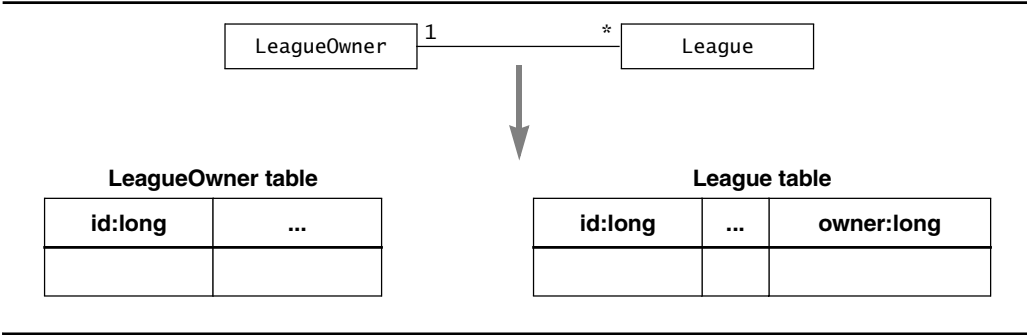 LeagueOwner 1 * League
LeagueOwner table League table
id:long ... id:long ... owner:long